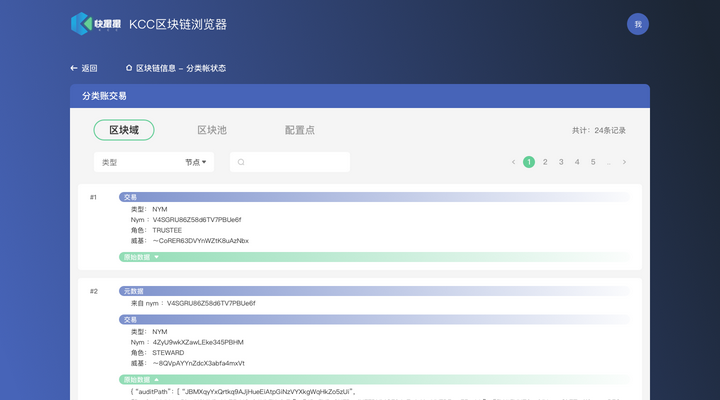 快鳳凰
KCC区块链浏览器
我
返回
区块链信息 – 分类帐状态
分类账交易
区块域
区块池
配置点
共计：24条记录
类型
节点
1 2 3 4 5 ...
#1
交易
类型： NYM
Nym ： V4SGRU86Z58d6TV7PBUe6f
角色： TRUSTEE
威基： ~CoRER63DVYnWZtK8uAzNbx
原始数据
#2
元数据
来自 nym ： V4SGRU86Z58d6TV7PBUe6f
交易
类型： NYM
Nym ： 4ZyU9wkXZawLEke345PBHM
角色： STEWARD
威基： ~8QVpAYYnZdcX3abfa4mxVt
原始数据
{ "auditPath"：[ "JBMXqyYxQrtkq9AJjHueEiAtpGiNzVYXkgWqHkZo5zUi",